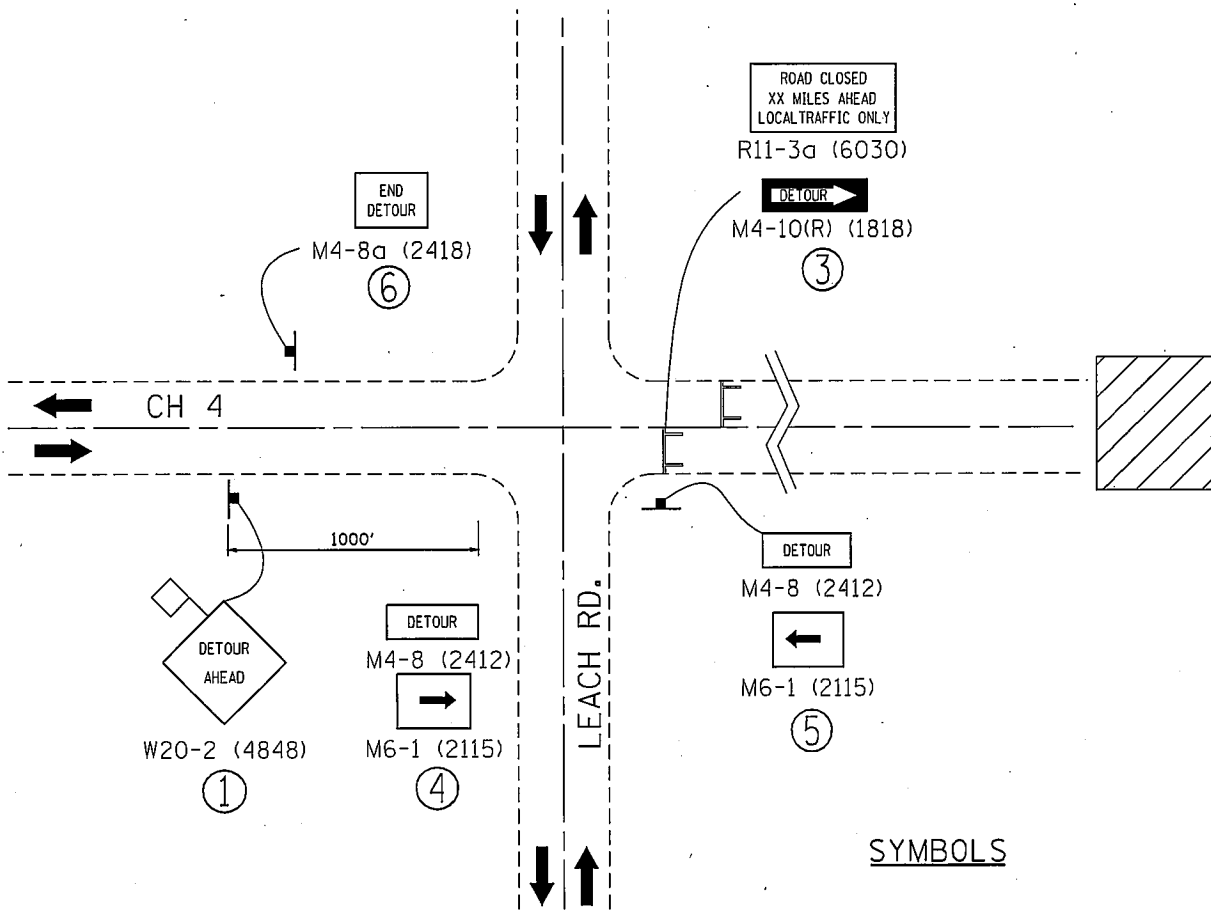 ROAD CLOSED
XX MILES AHEAD
LOCALTRAFFIC ONLY
R11-3a (6030)
DETOUR
M4-10(R) (1818)
3
END
DETOUR
M4-8a (2418)
6
CH 4
1000'
DETOUR
AHEAD
W20-2 (4848)
1
DETOUR
M4-8 (2412)
M6-1 (2115)
4
LEACH RD.
DETOUR
M4-8 (2412)
M6-1 (2115)
5
SYMBOLS